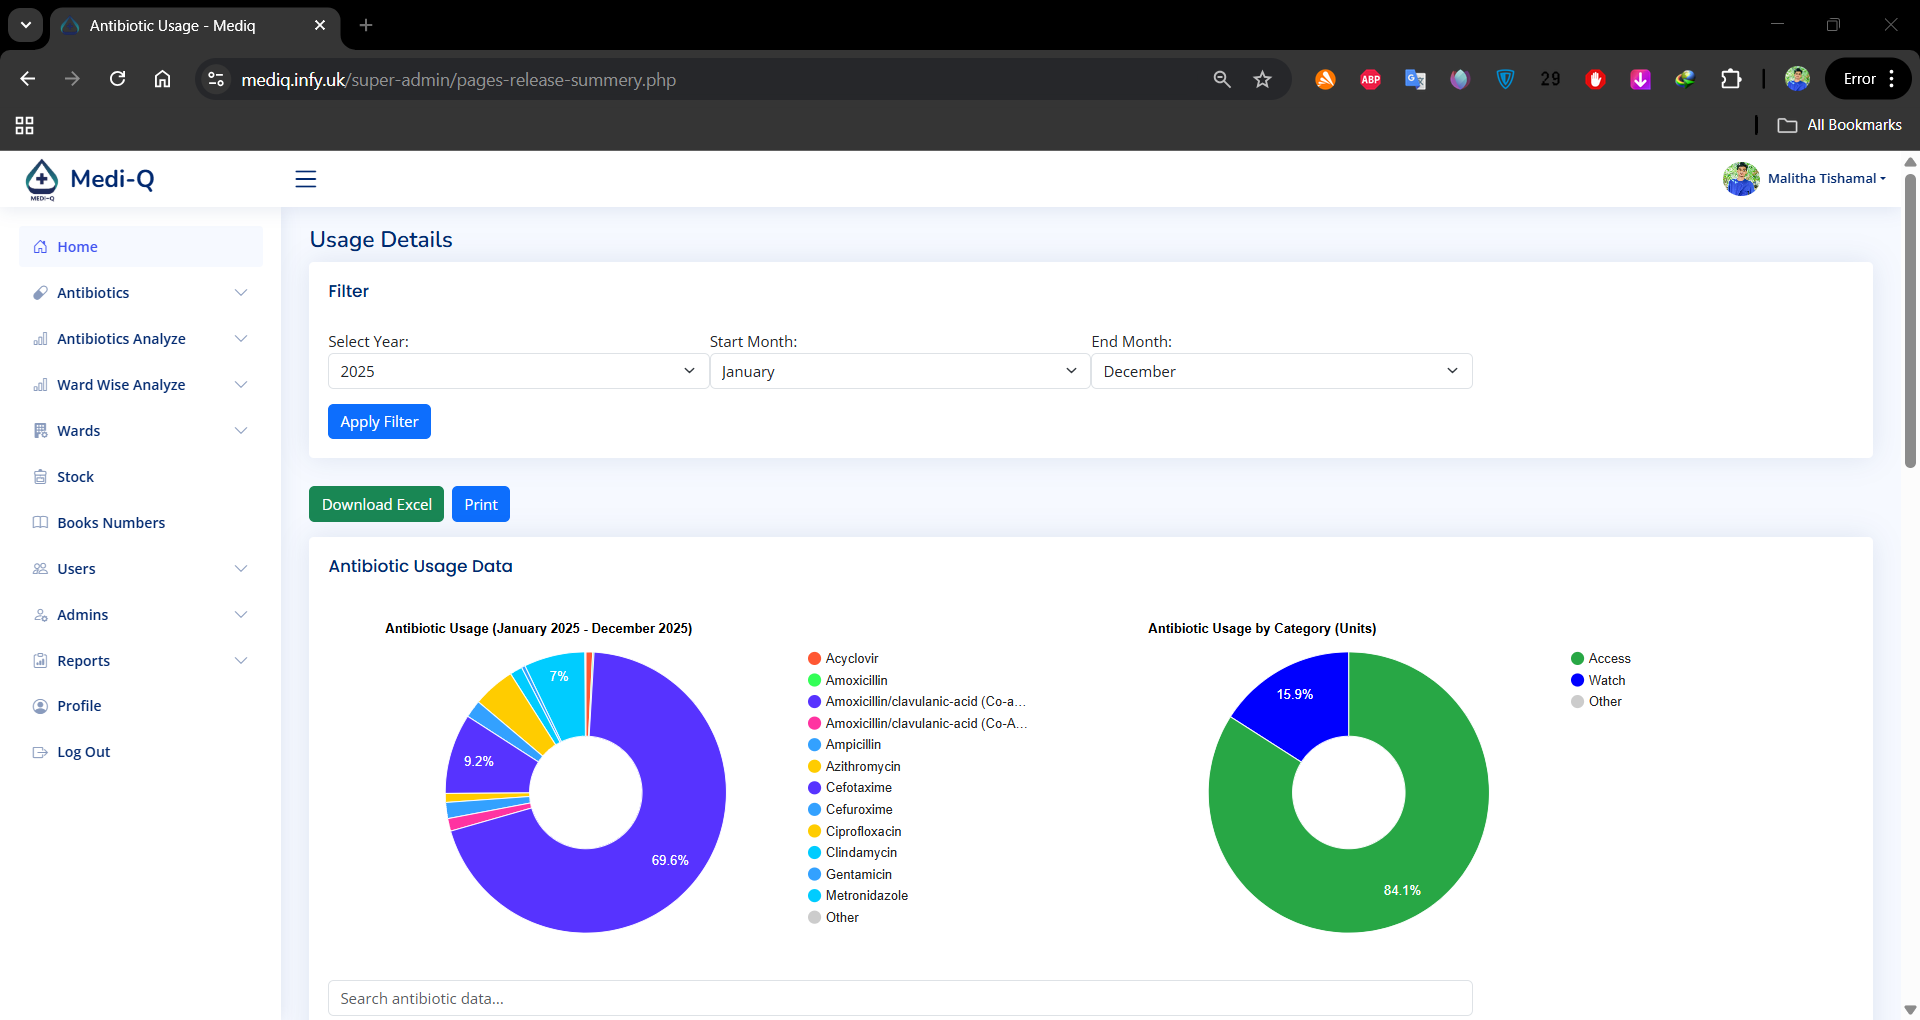 Antibiotic Usage - Mediq
mediq.infy.uk/super-admin/pages-release-summery.php
ABP
29
Error
All Bookmarks
MEDI-Q
Medi-Q
Malitha Tishamal
Home
Antibiotics
Antibiotics Analyze
Ward Wise Analyze
Wards
Stock
Books Numbers
Users
Admins
Reports
Profile
Log Out
Usage Details
Filter
Select Year:
Start Month:
End Month:
2025
January
December
Apply Filter
Download Excel
Print
Antibiotic Usage Data
Antibiotic Usage (January 2025 - December 2025)
7%
9.2%
69.6%
Acyclovir
Amoxicillin
Amoxicillin/clavulanic-acid (Co-a...
Amoxicillin/clavulanic-acid (Co-A...
Ampicillin
Azithromycin
Cefotaxime
Cefuroxime
Ciprofloxacin
Clindamycin
Gentamicin
Metronidazole
Other
Antibiotic Usage by Category (Units)
15.9%
84.1%
Access
Watch
Other
Search antibiotic data...